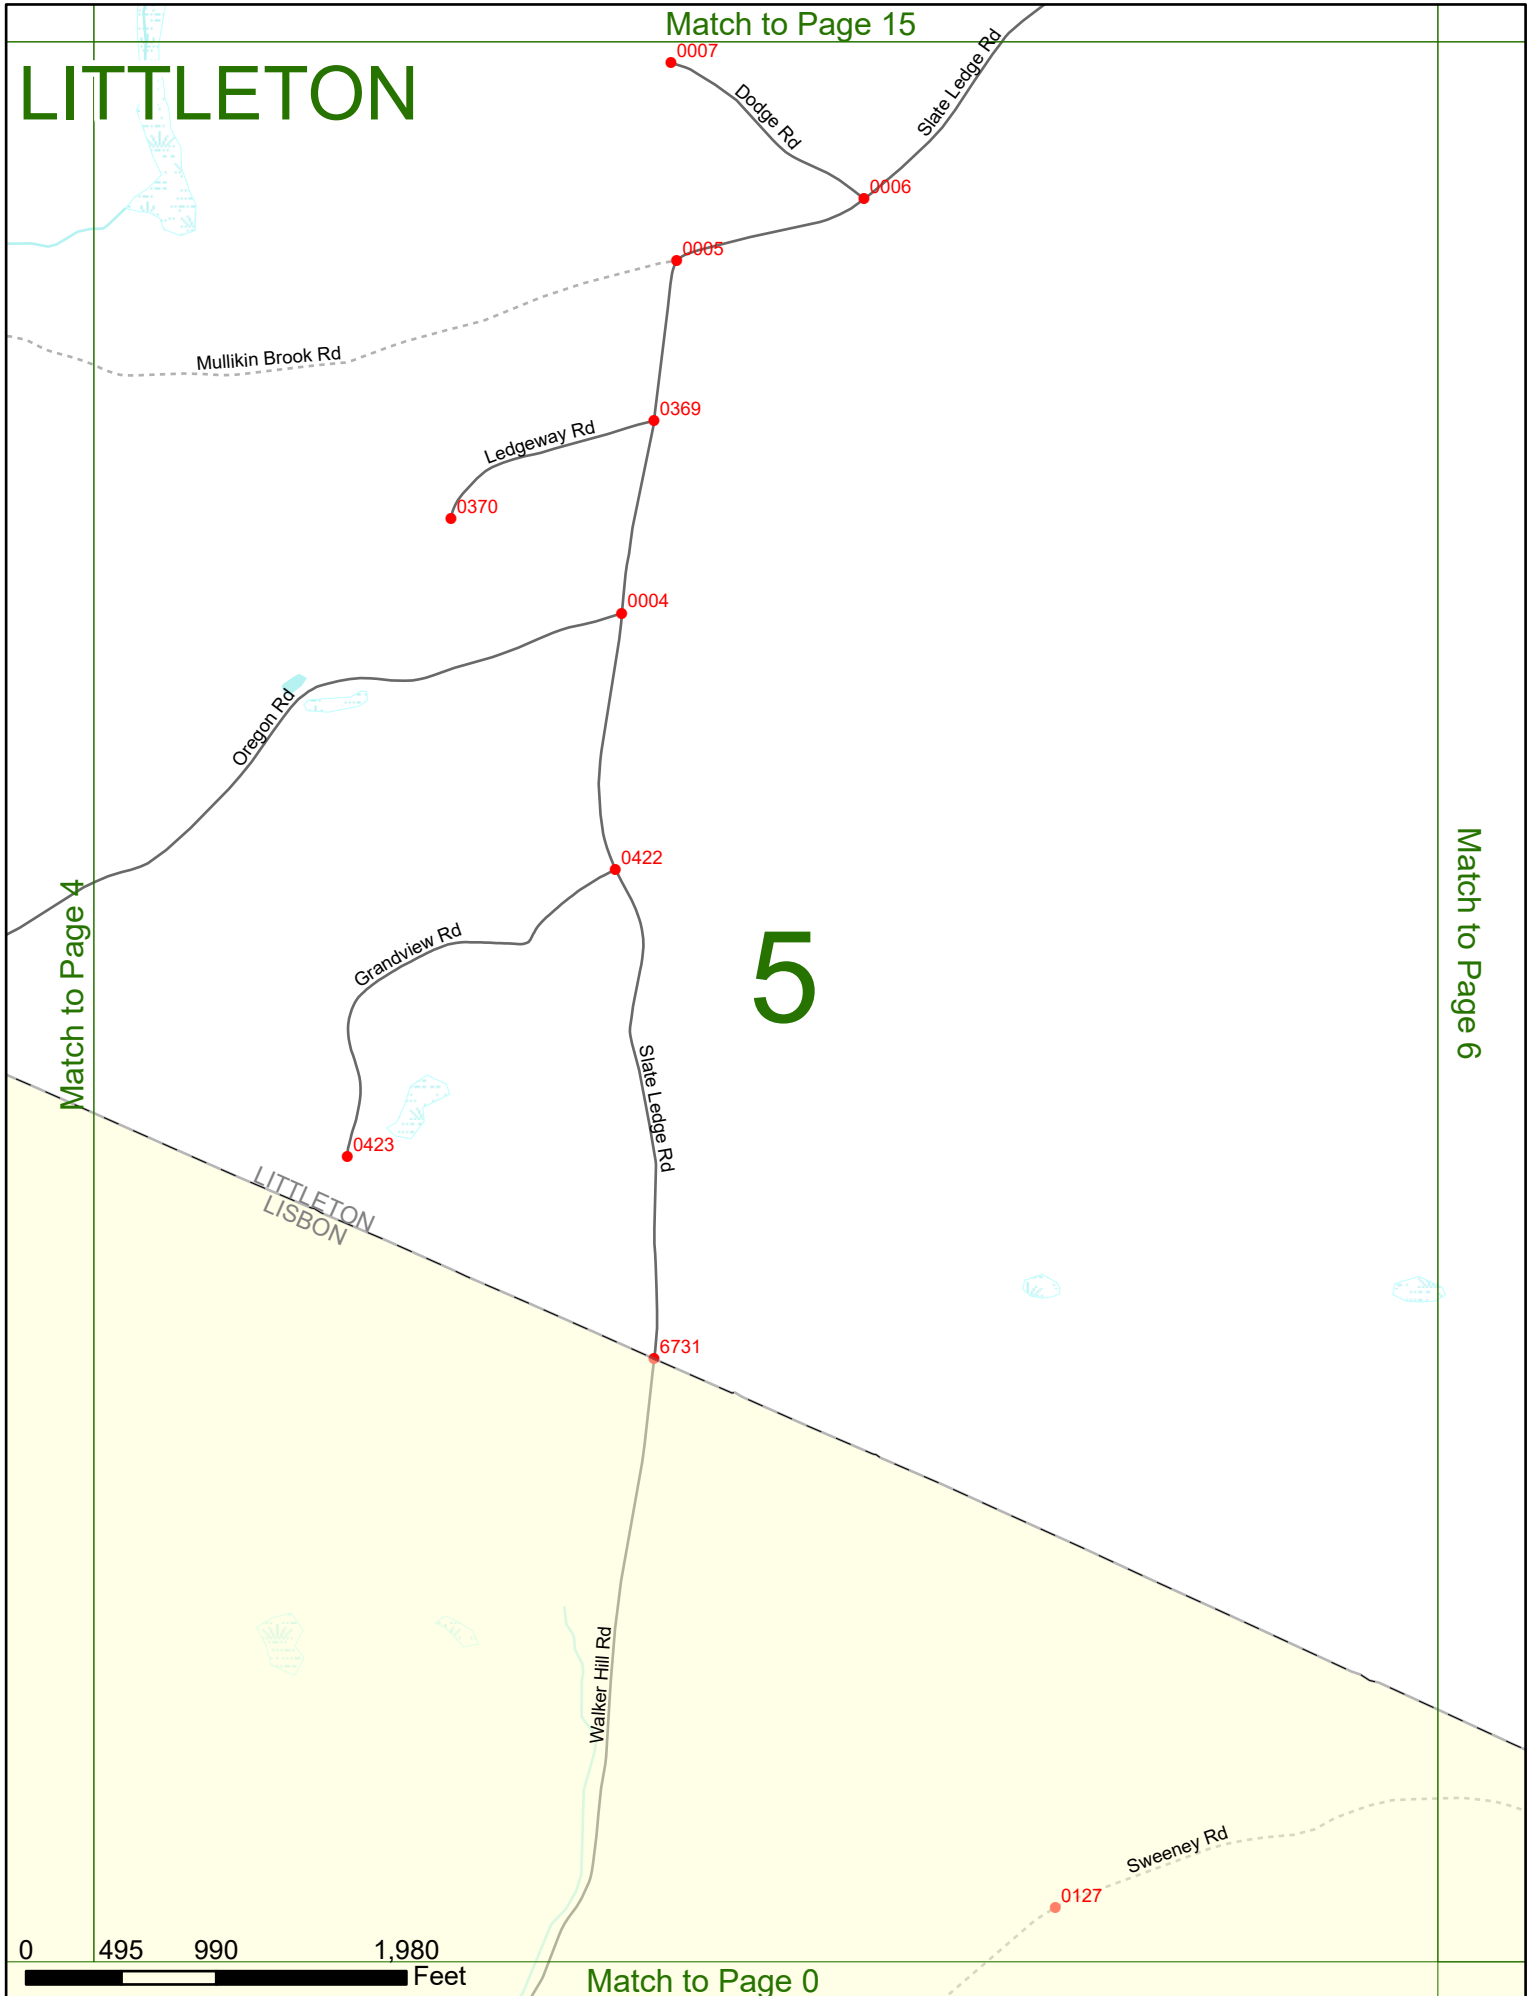 Match to Page 15
LITTLETON
0007
Dodge Rd
Slate Ledge Rd
0006
0005
Mullikin Brook Rd
0369
Ledgeway Rd
0370
0004
Oregon Rd
0422
Match to Page 4
Grandview Rd
5
Match to Page 6
Slate Ledge Rd
0423
LITTLETON
LISBON
6731
Walker Hill Rd
Sweeney Rd
0127
0 495 990 1,980
Feet
Match to Page 0